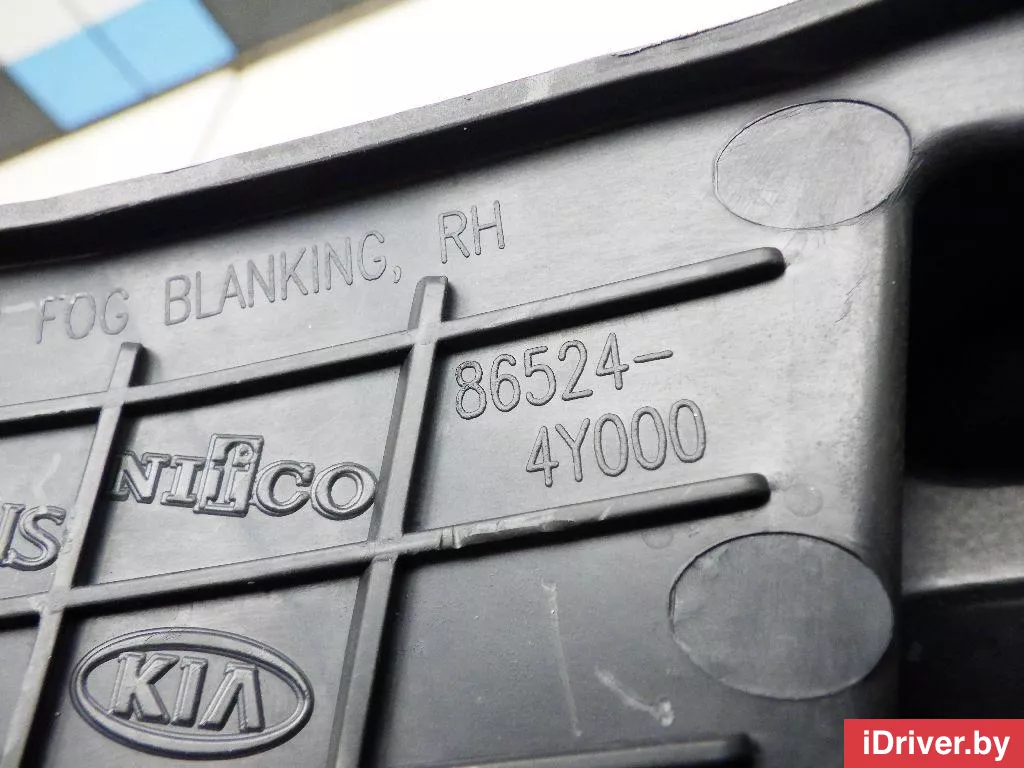 FOG BLANKING, RH
86524-
4Y000
NIfCO
KIA
iDriver.by